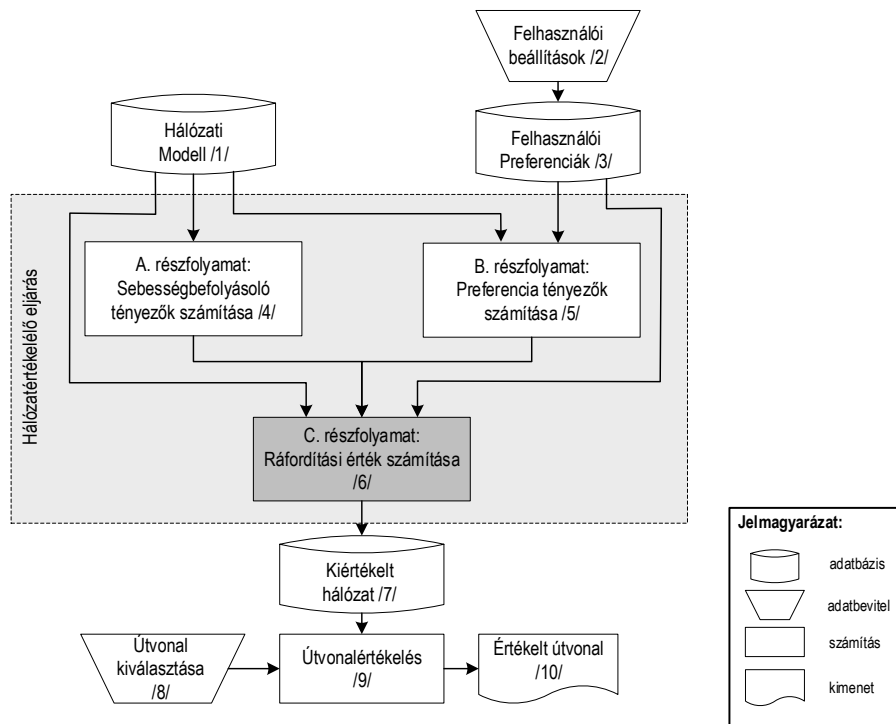 Felhasználói
beállítások /2/
Hálózati
Modell /1/
Felhasználói
Preferenciák /3/
Hálózatértékelélő eljárás
A. részfolyamat:
Sebességbefolyásoló
tényezők számítása /4/
B. részfolyamat:
Preferencia tényezők
számítása /5/
C. részfolyamat:
Ráfordítási érték számítása
/6/
Kiértékelt
hálózat /7/
Útvonal
kiválasztása
/8/
Útvonalértékelés
/9/
Értékelt útvonal
/10/
Jelmagyarázat:
adatbázis
adatbevitel
számítás
kimenet